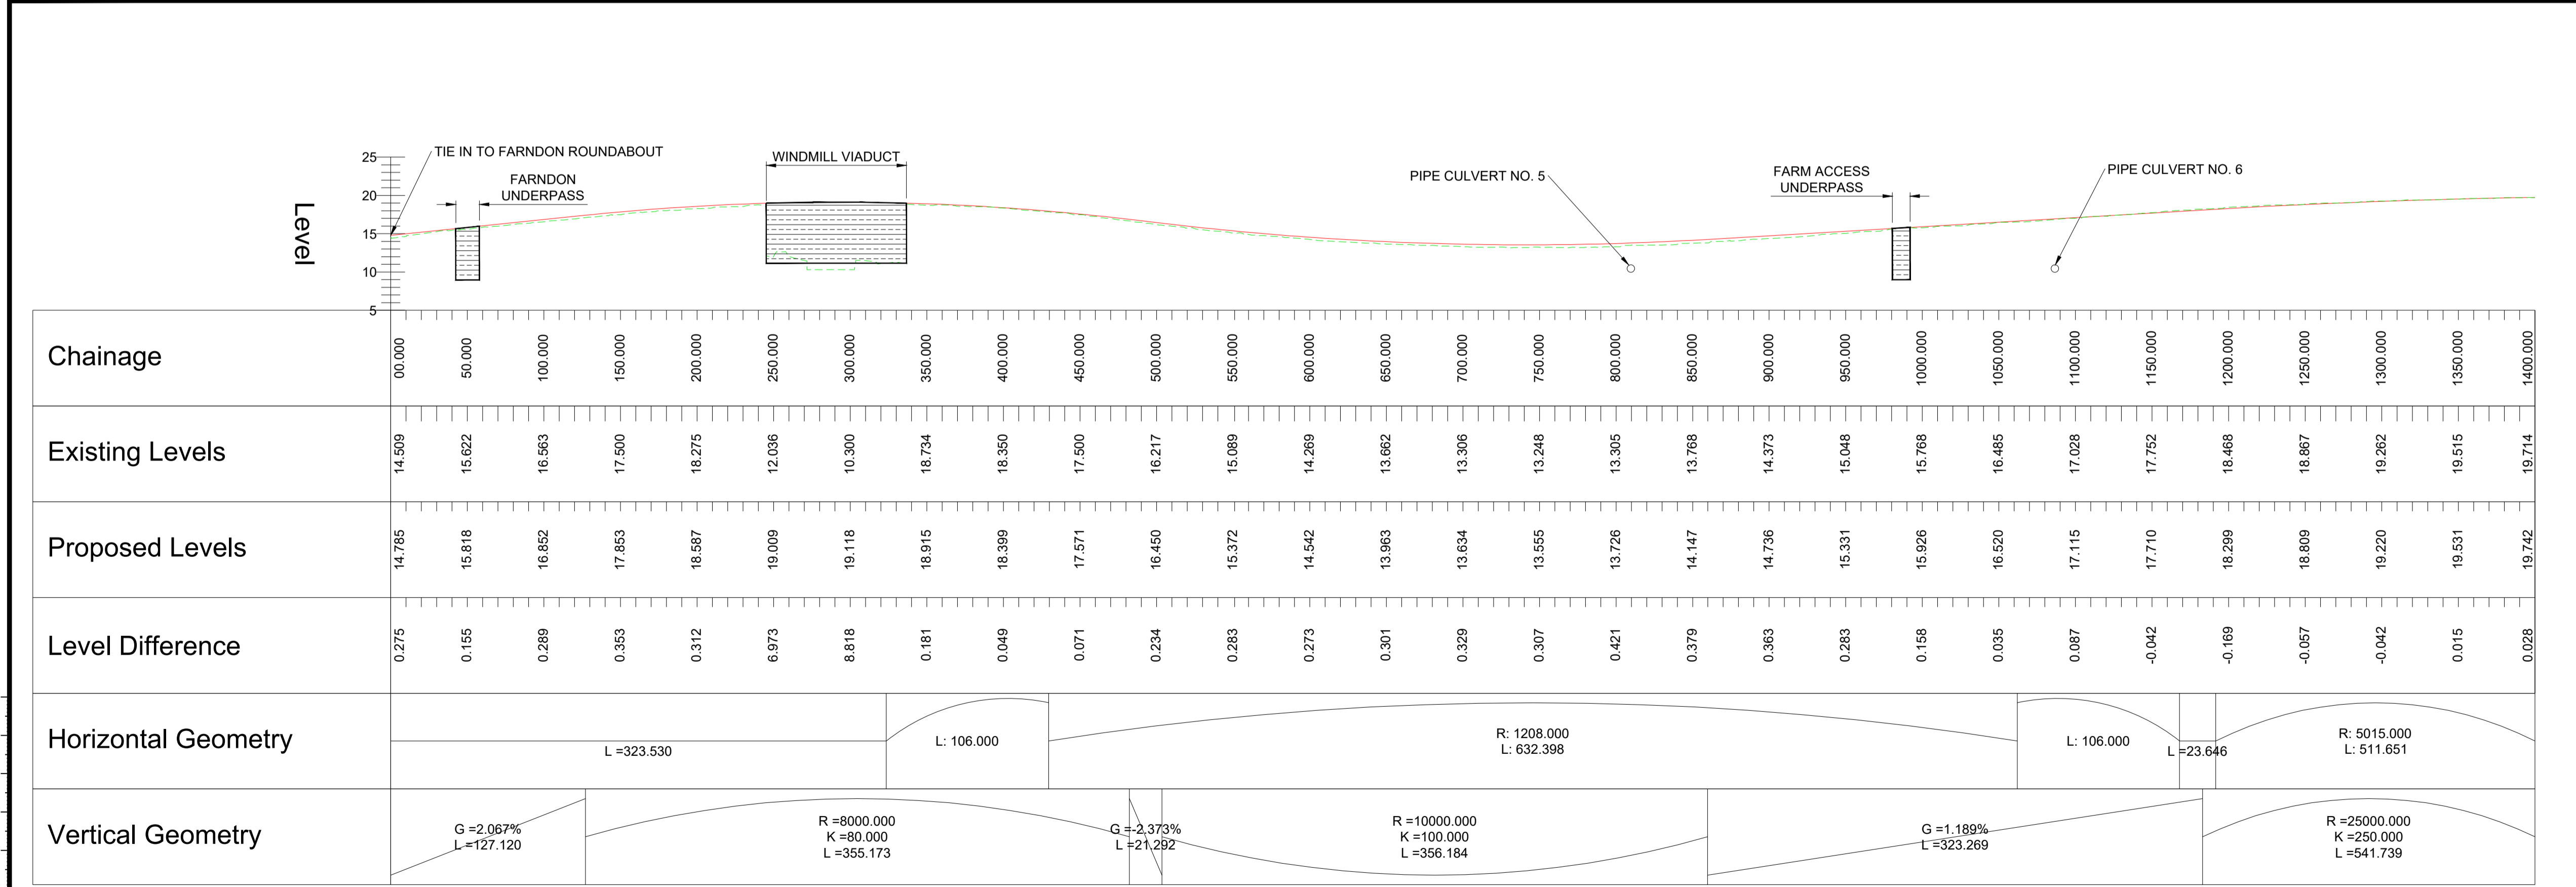 TIE IN TO FARNDON ROUNDABOUT
WINDMILL VIADUCT
FARNDON
UNDERPASS
PIPE CULVERT NO. 5
FARM ACCESS
UNDERPASS
PIPE CULVERT NO. 6
Level
25
20
15
10
5
Chainage
00.000 50.000 100.000 150.000 200.000 250.000 300.000 350.000 400.000 450.000 500.000 550.000 600.000 650.000 700.000 750.000 800.000 850.000 900.000 950.000 1000.000 1050.000 1100.000 1150.000 1200.000 1250.000 1300.000 1350.000 1400.000
Existing Levels
14.509 15.622 16.563 17.500 18.275 12.036 10.300 18.734 18.350 17.500 16.217 15.089 14.269 13.662 13.306 13.248 13.305 13.768 14.373 15.048 15.768 16.485 17.028 17.752 18.468 18.867 19.262 19.515 19.714
Proposed Levels
14.785 15.818 16.852 17.853 18.587 19.009 19.118 18.915 18.399 17.571 16.450 15.372 14.542 13.963 13.634 13.555 13.726 14.147 14.736 15.331 15.926 16.520 17.115 17.710 18.299 18.809 19.220 19.531 19.742
Level Difference
0.275 0.155 0.289 0.353 0.312 6.973 8.818 0.181 0.049 0.071 0.234 0.283 0.273 0.301 0.329 0.307 0.421 0.379 0.363 0.283 0.158 0.035 0.087 -0.042 -0.169 -0.057 -0.042 0.015 0.028
Horizontal Geometry
L =323.530
L: 106.000
R: 1208.000
L: 632.398
L: 106.000
L =23.646
R: 5015.000
L: 511.651
Vertical Geometry
G =2.067%
L =127.120
R =8000.000
K =80.000
L =355.173
G =-2.373%
L =21.292
R =10000.000
K =100.000
L =356.184
G =1.189%
L =323.269
R =25000.000
K =250.000
L =541.739